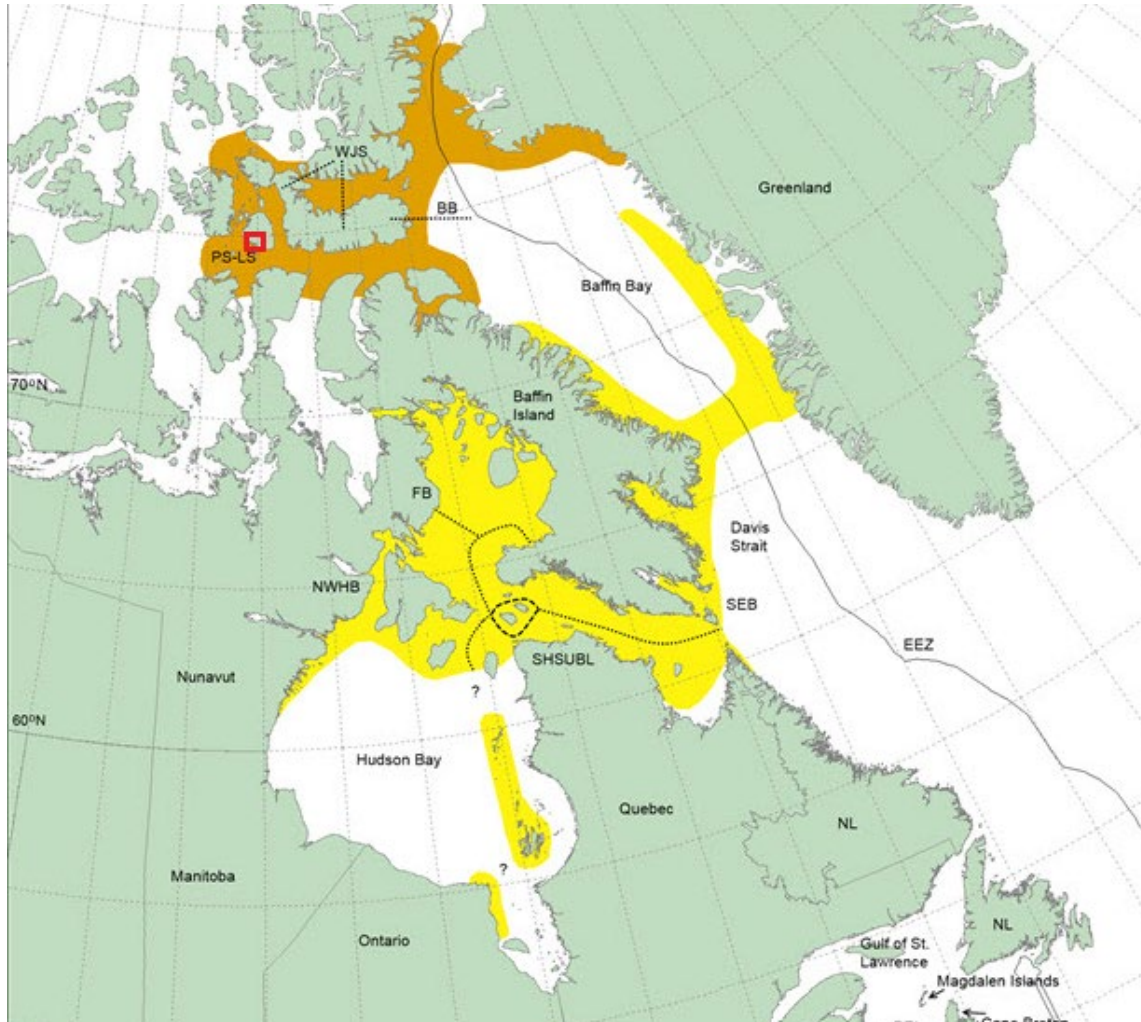 WJS
Greenland
BB
PS-LS
Baffin Bay
70°N
Baffin
Island
FB
Davis
Strait
NWHB
SEB
EEZ
SHSUBL
Nunavut
?
60°N
Hudson Bay
Quebec
NL
?
Manitoba
NL
Ontario
Gulf of St.
Lawrence
Magdalen Islands